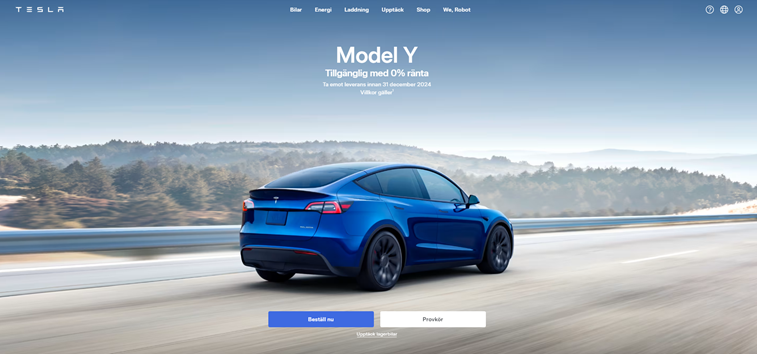 TESLA
Bilar Energi Laddning Upptäck Shop We, Robot
Model Y
Tillgänglig med 0% ränta
Ta emot leverans innan 31 december 2024
Villkor gäller
Beställ nu Provkör
Upptäck lagerbilar